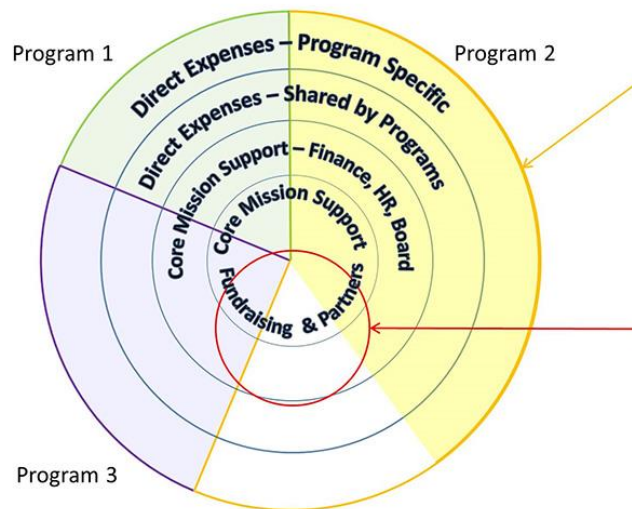 Program 1
Program 2
Direct Expenses – Program Specific
Direct Expenses – Shared by Programs
Core Mission Support – Finance, HR, Board
Core Mission Support
Fundraising & Partners
Program 3